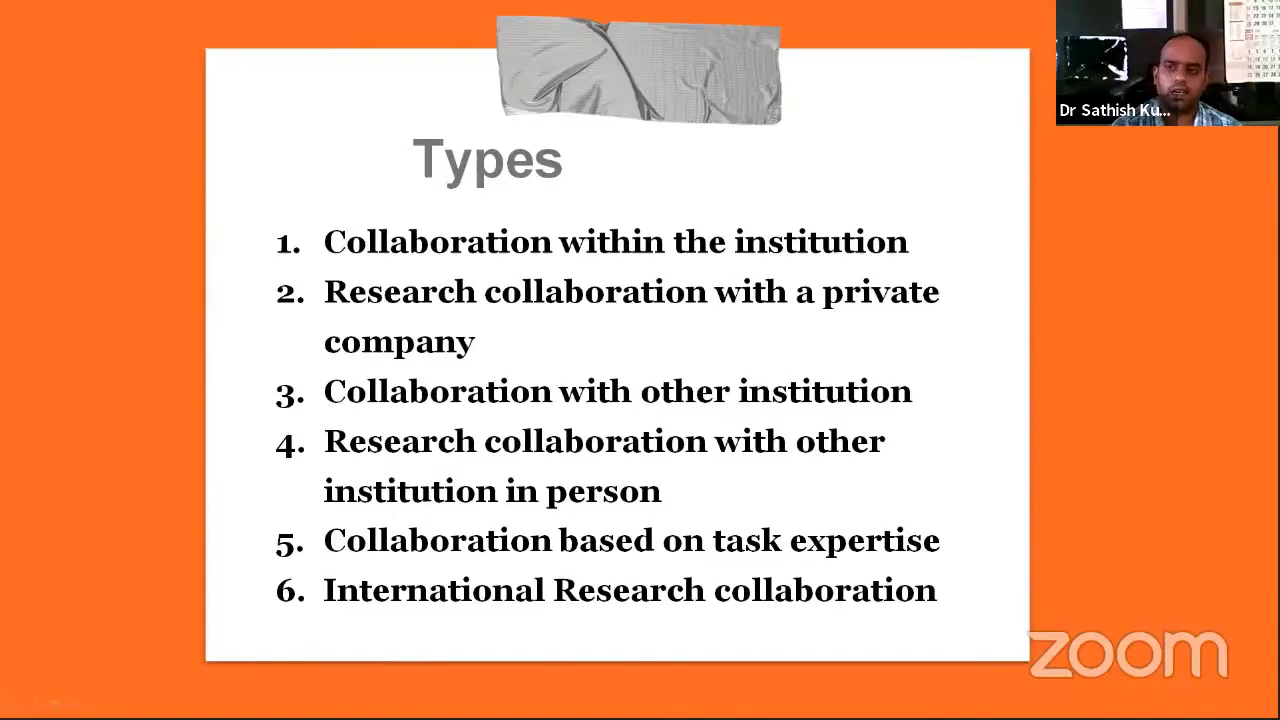 Types
1. Collaboration within the institution
2. Research collaboration with a private
company
3. Collaboration with other institution
4. Research collaboration with other
institution in person
5. Collaboration based on task expertise
6. International Research collaboration
Dr Sathish Ku...
zoom